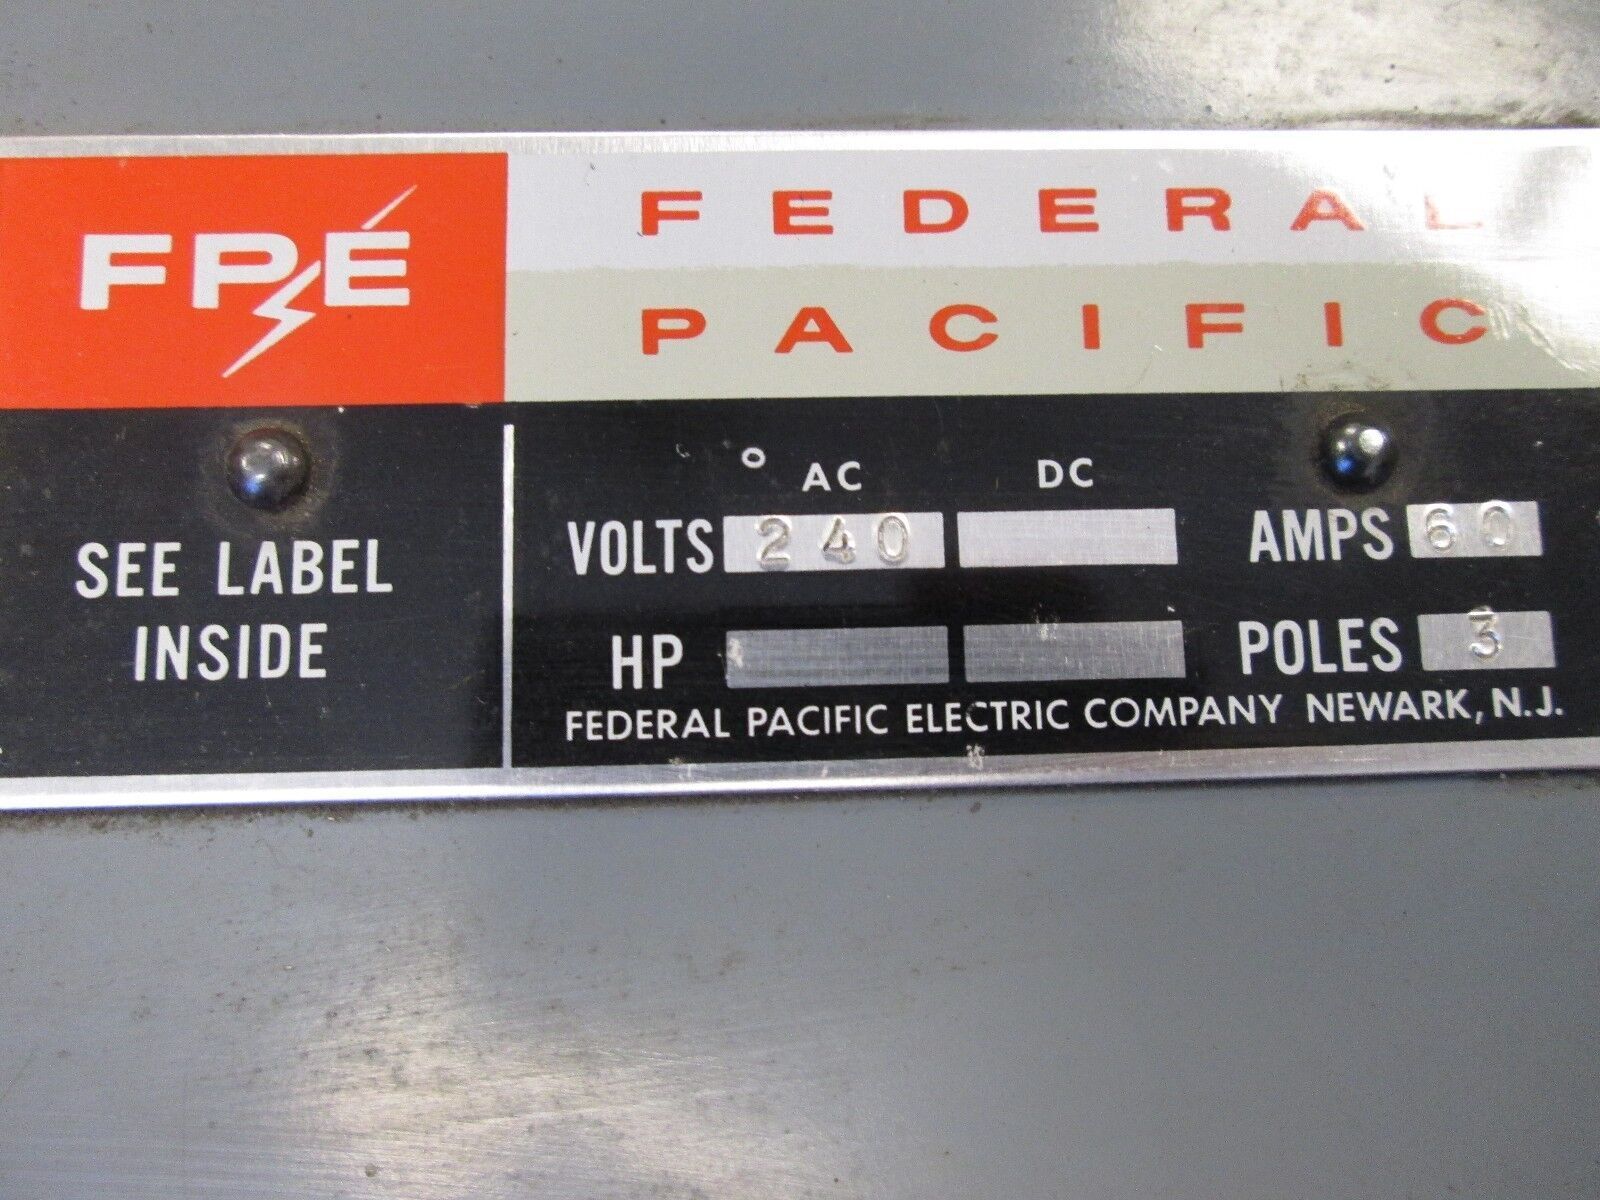 FPE
FEDERAL
PACIFIC
SEE LABEL
INSIDE
AC DC
VOLTS 240 AMPS 60
HP POLES 3
FEDERAL PACIFIC ELECTRIC COMPANY NEWARK, N.J.